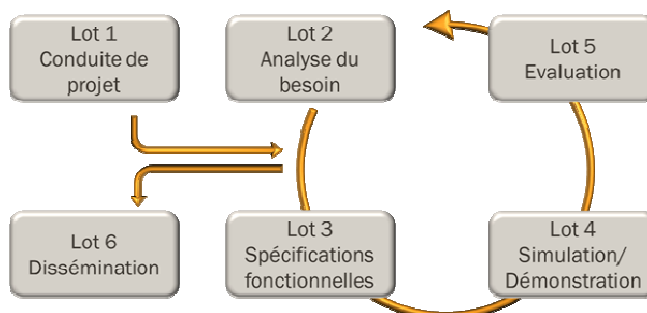 Lot 1
Conduite de
projet
Lot 2
Analyse du
besoin
Lot 5
Evaluation
Lot 6
Dissémination
Lot 3
Spécifications
fonctionnelles
Lot 4
Simulation/
Démonstration